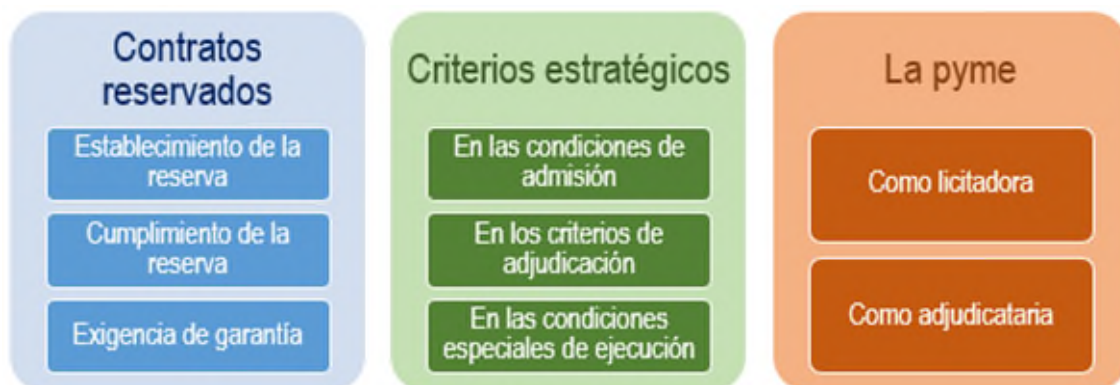 Contratos
reservados
Establecimiento de la
reserva
Cumplimiento de la
reserva
Exigencia de garantía
Criterios estratégicos
En las condiciones de
admisión
En los criterios de
adjudicación
En las condiciones
especiales de ejecución
La pyme
Como licitadora
Como adjudicataria